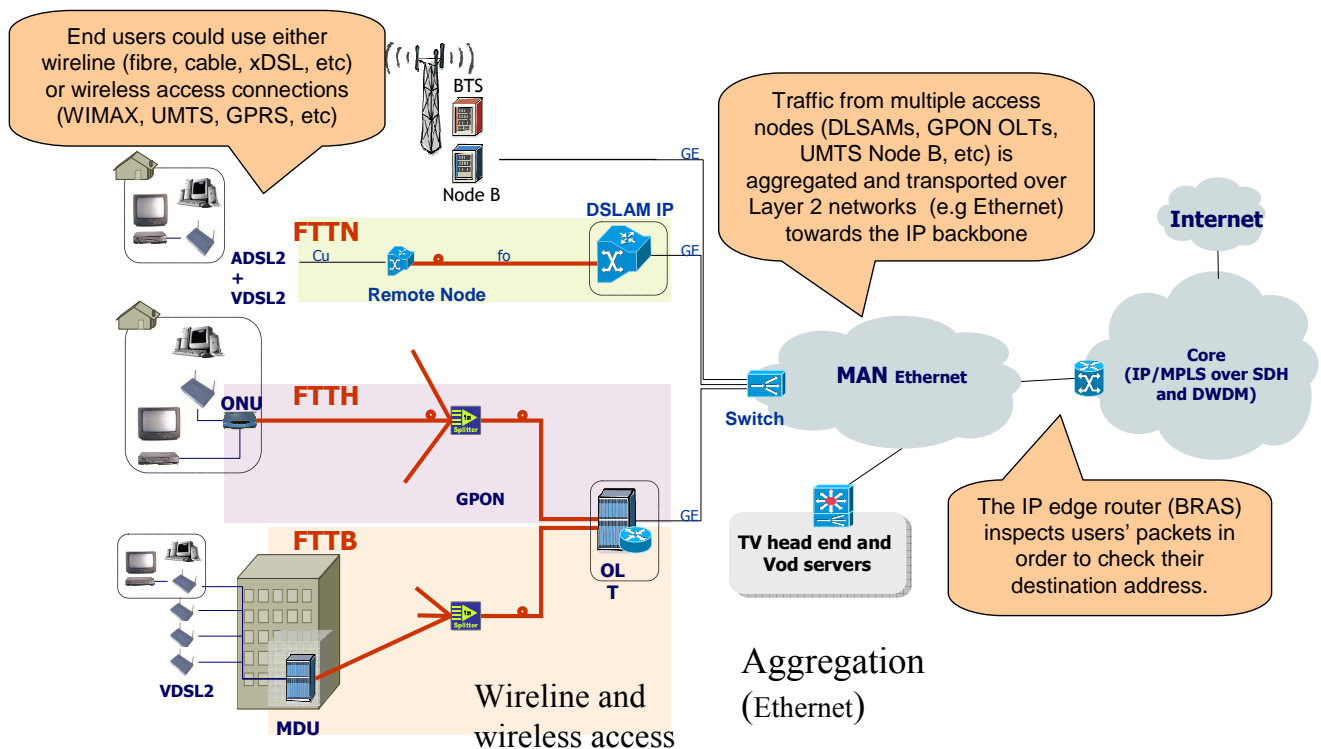 End users could use either
wireline (fibre, cable, xDSL, etc)
or wireless access connections
(WIMAX, UMTS, GPRS, etc)
BTS
Node B
GE
Traffic from multiple access
nodes (DLSAMs, GPON OLTs,
UMTS Node B, etc) is
aggregated and transported over
Layer 2 networks (e.g Ethernet)
towards the IP backbone
Internet
FTTN
Cu
fo
DSLAM IP
GE
ADSL2
+
VDSL2
Remote Node
MAN Ethernet
Switch
Core
(IP/MPLS over SDH
and DWDM)
ONU
FTTH
Splitter
GPON
GE
OL
T
TV head end and
Vod servers
The IP edge router (BRAS)
inspects users' packets in
order to check their
destination address.
FTTB
Splitter
VDSL2
MDU
Wireline and
wireless access
Aggregation
(Ethernet)